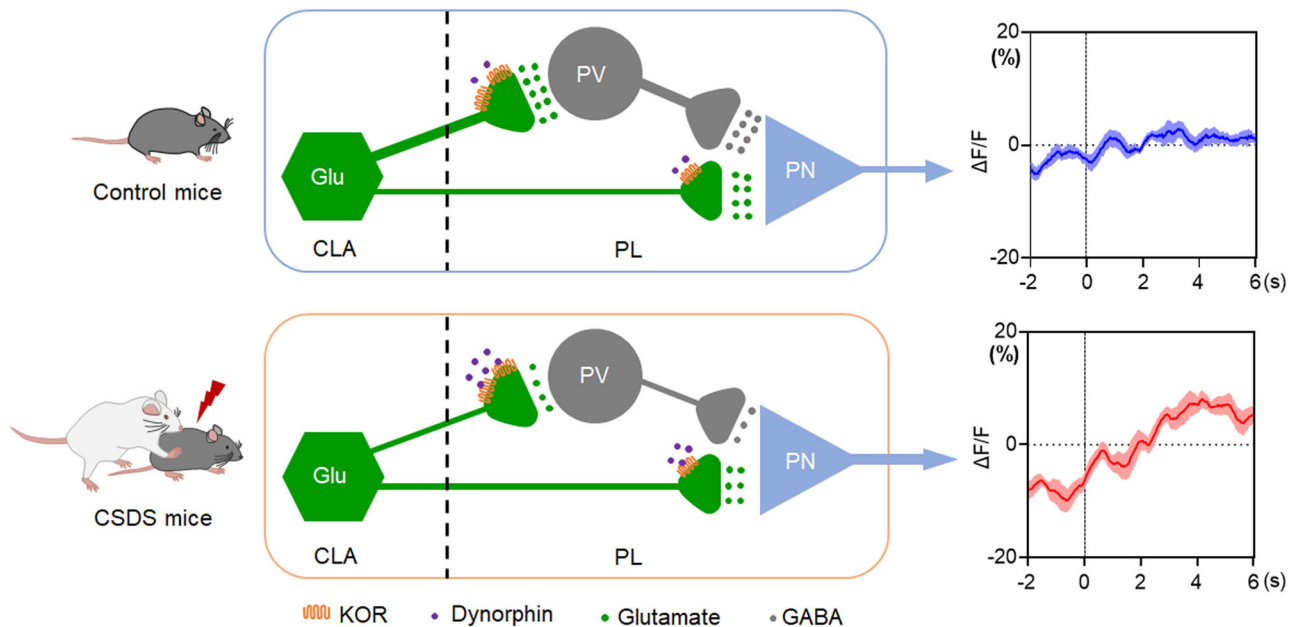 Control mice
Glu
PV
PN
CLA
PL
20
(%)
0
-20
ΔF/F
-2 0 2 4 6 (s)
CSDS mice
Glu
PV
PN
CLA
PL
20
(%)
0
-20
ΔF/F
-2 0 2 4 6 (s)
KOR Dynorphin Glutamate GABA